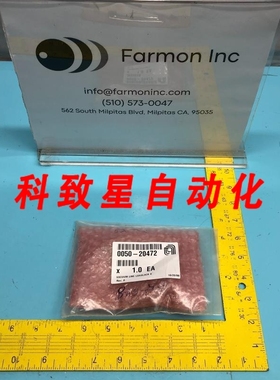 Farmon Inc
info@farmoninc.com
(510) 573-0047
562 South Milpitas Blvd, Milpitas CA. 95035
科致星自动化
0050-20472
X 1.0 EA